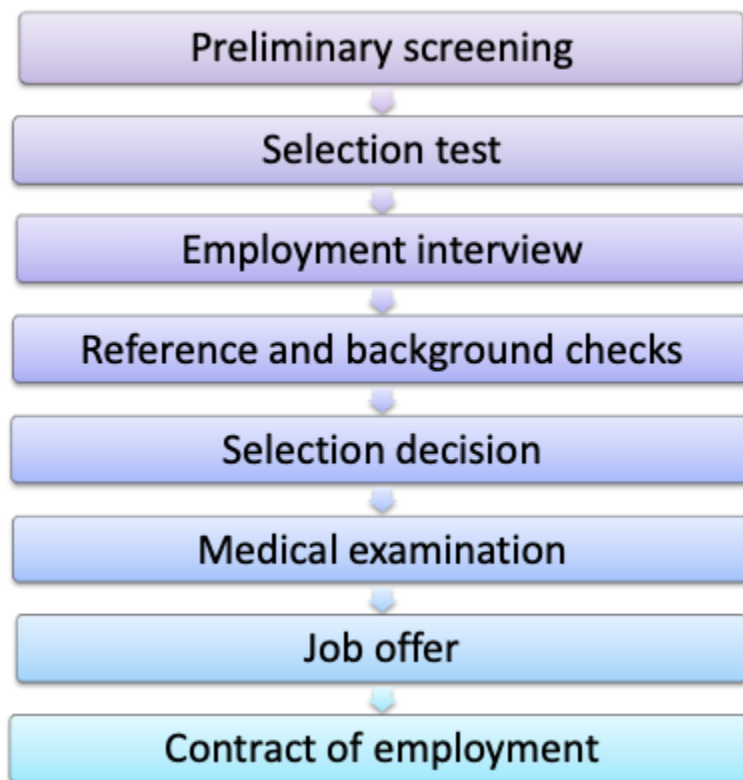 Preliminary screening
Selection test
Employment interview
Reference and background checks
Selection decision
Medical examination
Job offer
Contract of employment